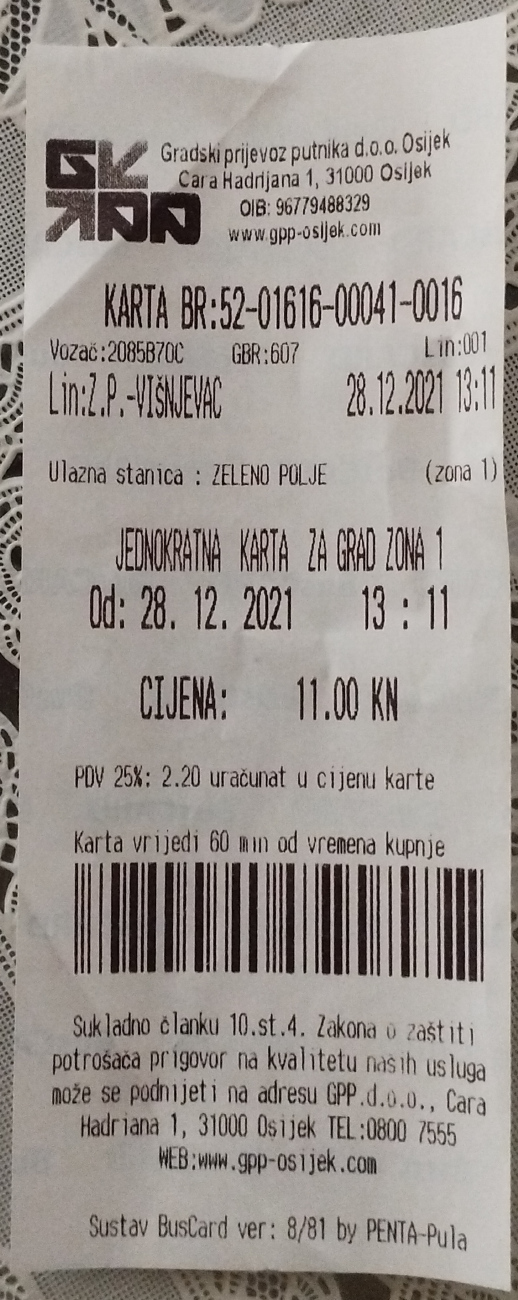 GPP
Gradski prijevoz putnika d.o.o. Osijek
Cara Hadrijana 1, 31000 Osijek
OIB: 96779488329
www.gpp-osijek.com
KARTA BR:52-01616-00041-0016
Vozač:2085B70C GBR:607 Lin:001
Lin:Z.P.-VIŠNJEVAC 28.12.2021 13:11
Ulazna stanica : ZELENO POLJE (zona 1)
JEDNOKRATNA KARTA ZA GRAD ZONA 1
Od: 28. 12. 2021 13 : 11
CIJENA: 11.00 KN
PDV 25%: 2.20 uračunat u cijenu karte
Karta vrijedi 60 min od vremena kupnje
Sukladno članku 10.st.4. Zakona o zaštiti
potrošača prigovor na kvalitetu naših usluga
može se podnijeti na adresu GPP.d.o.o., Cara
Hadriana 1, 31000 Osijek TEL:0800 7555
WEB:www.gpp-osijek.com
Sustav BusCard ver: 8/81 by PENTA-Pula